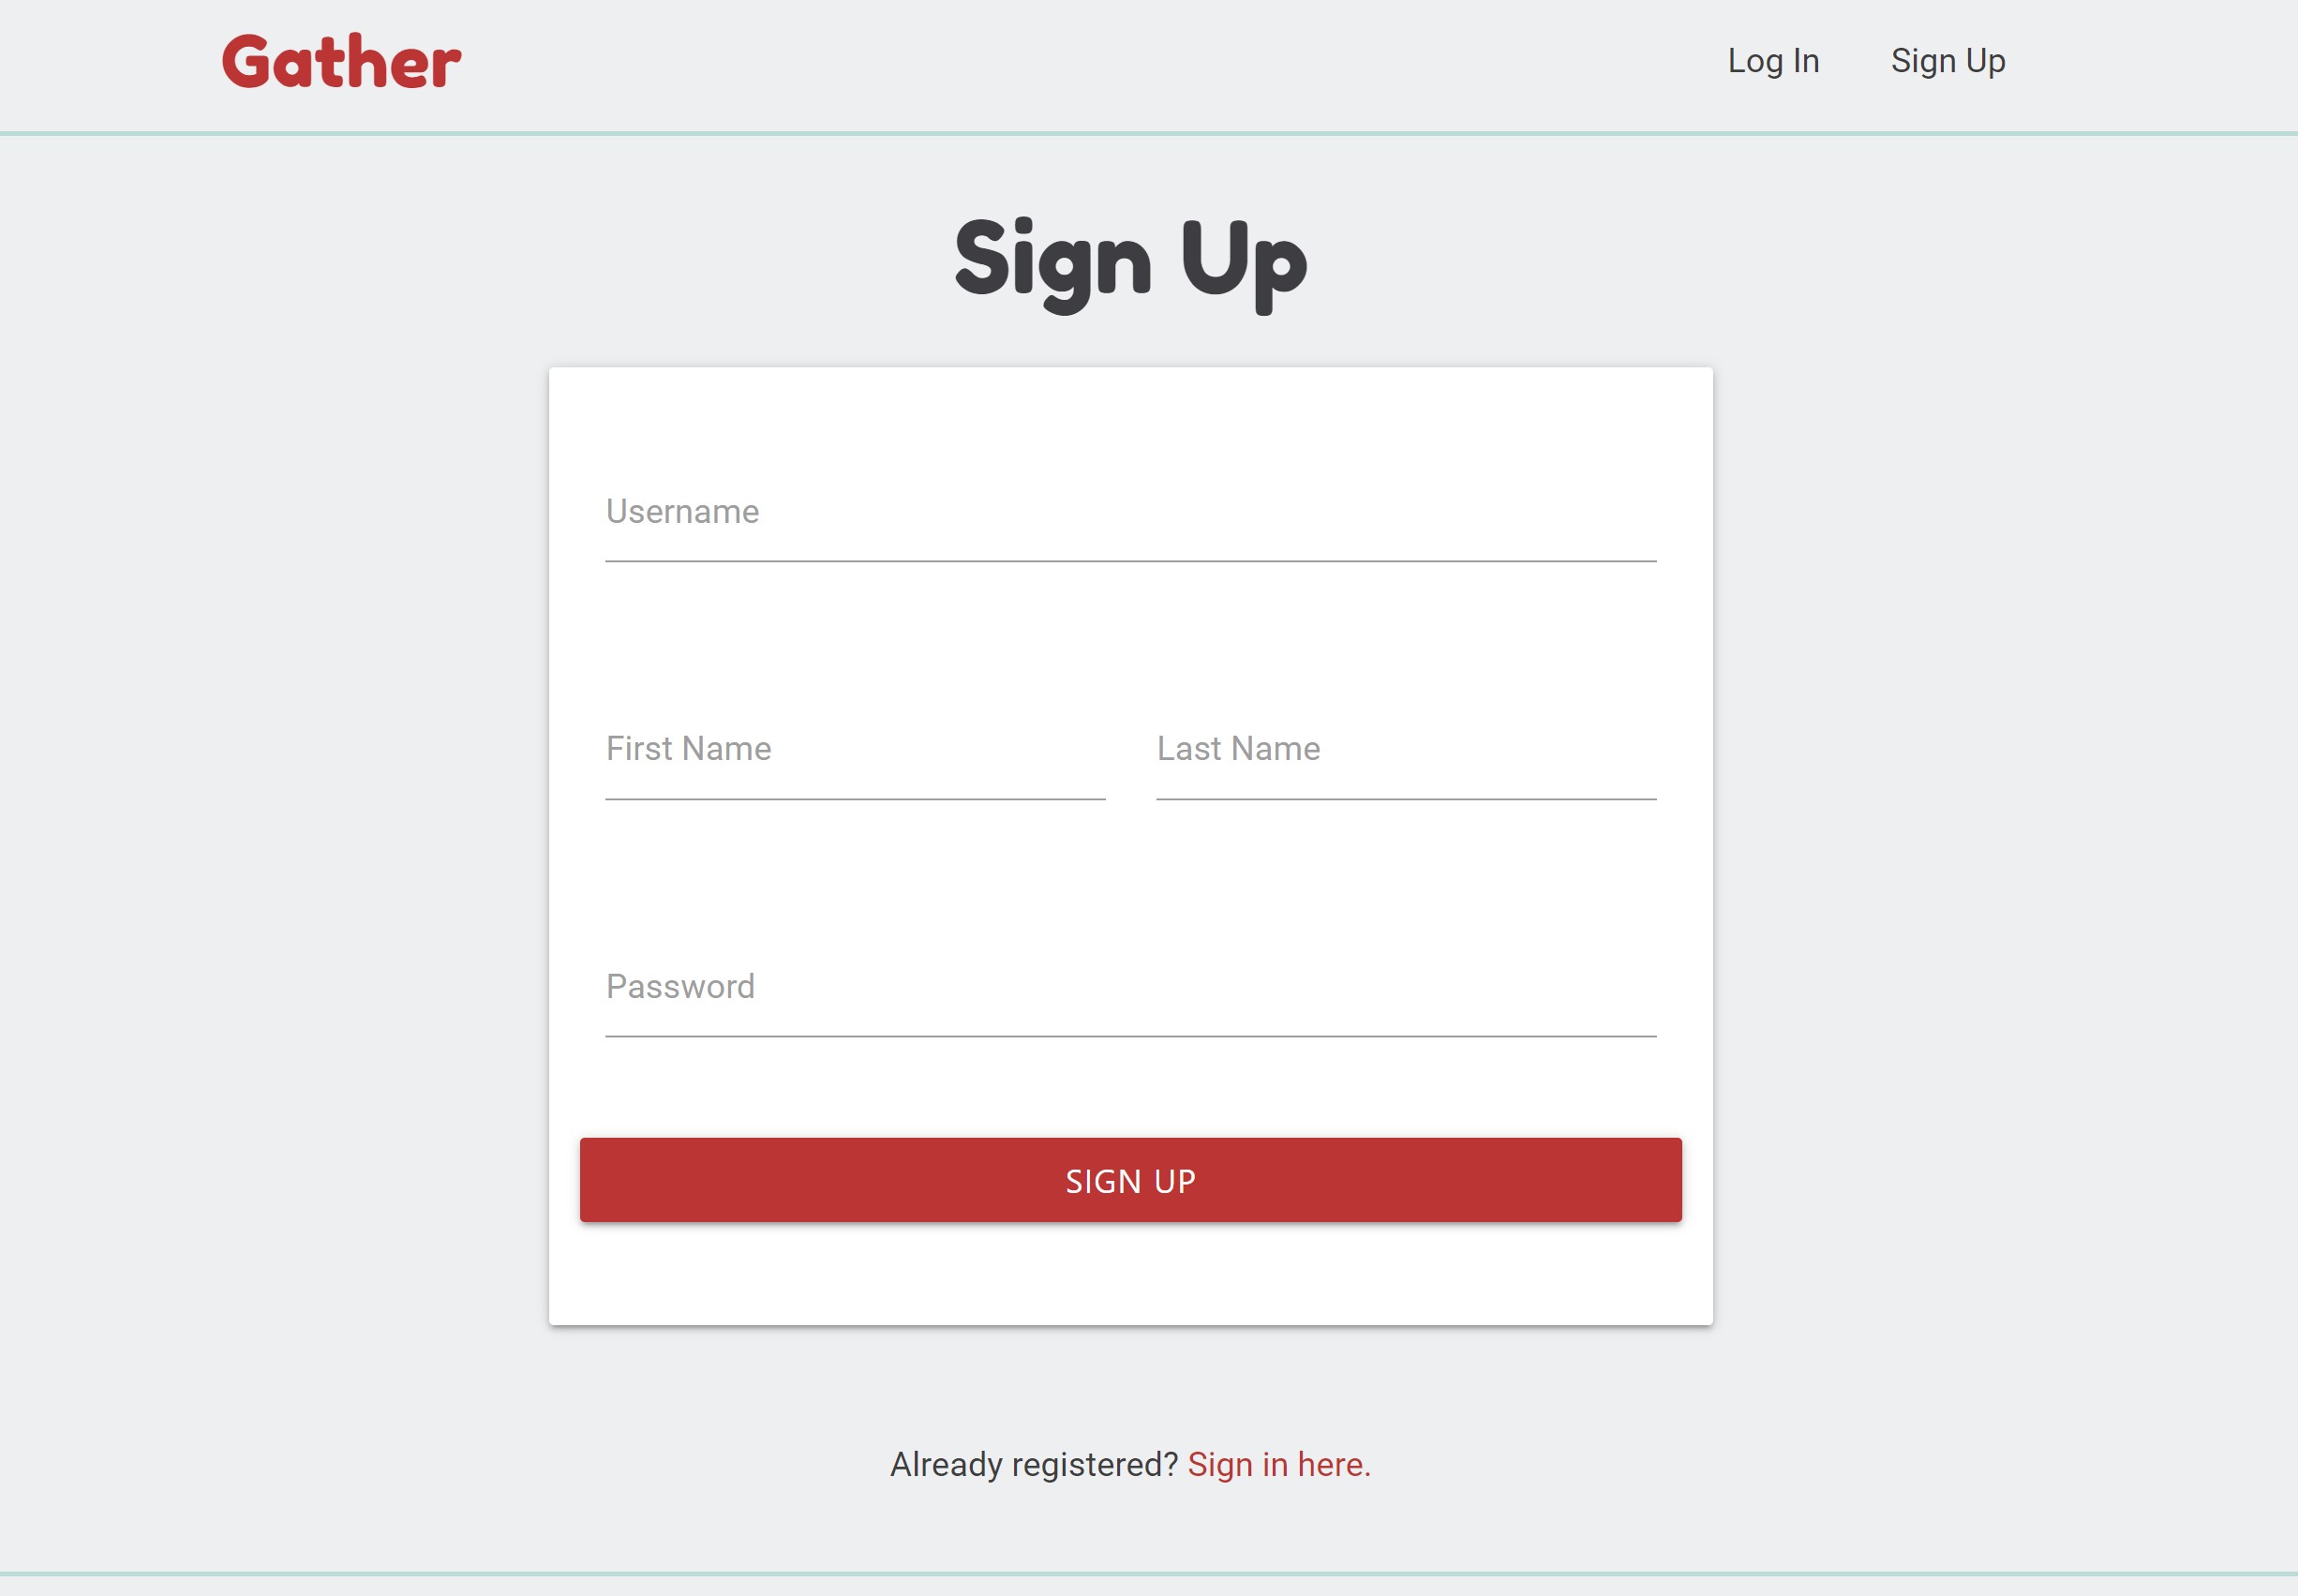 Gather
Log In
Sign Up
Sign Up
Username
First Name
Last Name
Password
SIGN UP
Already registered? Sign in here.